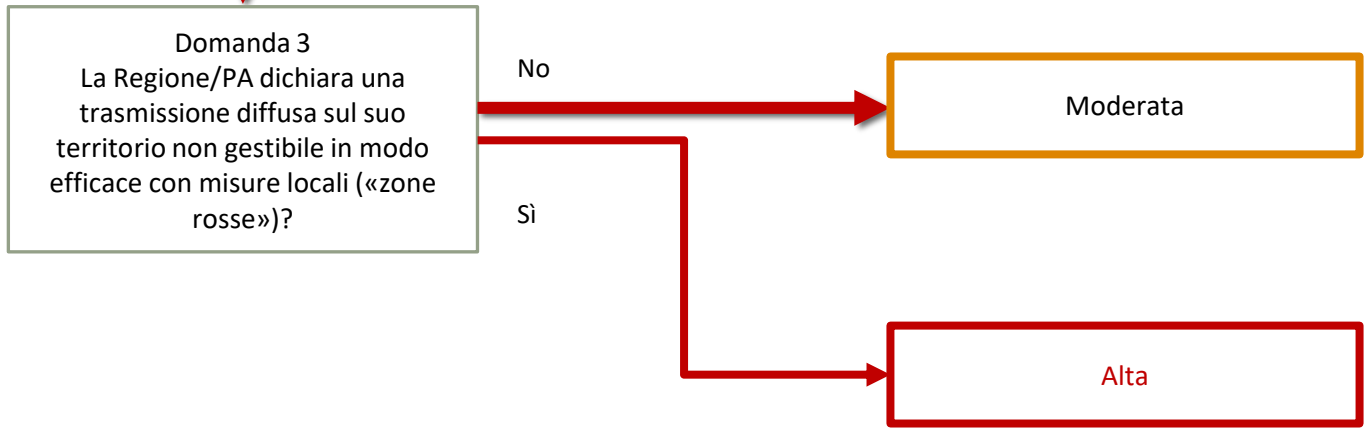 Domanda 3
La Regione/PA dichiara una
trasmissione diffusa sul suo
territorio non gestibile in modo
efficace con misure locali («zone
rosse»)?
No
Moderata
Sì
Alta